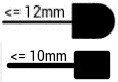 <= 12mm
<= 10mm